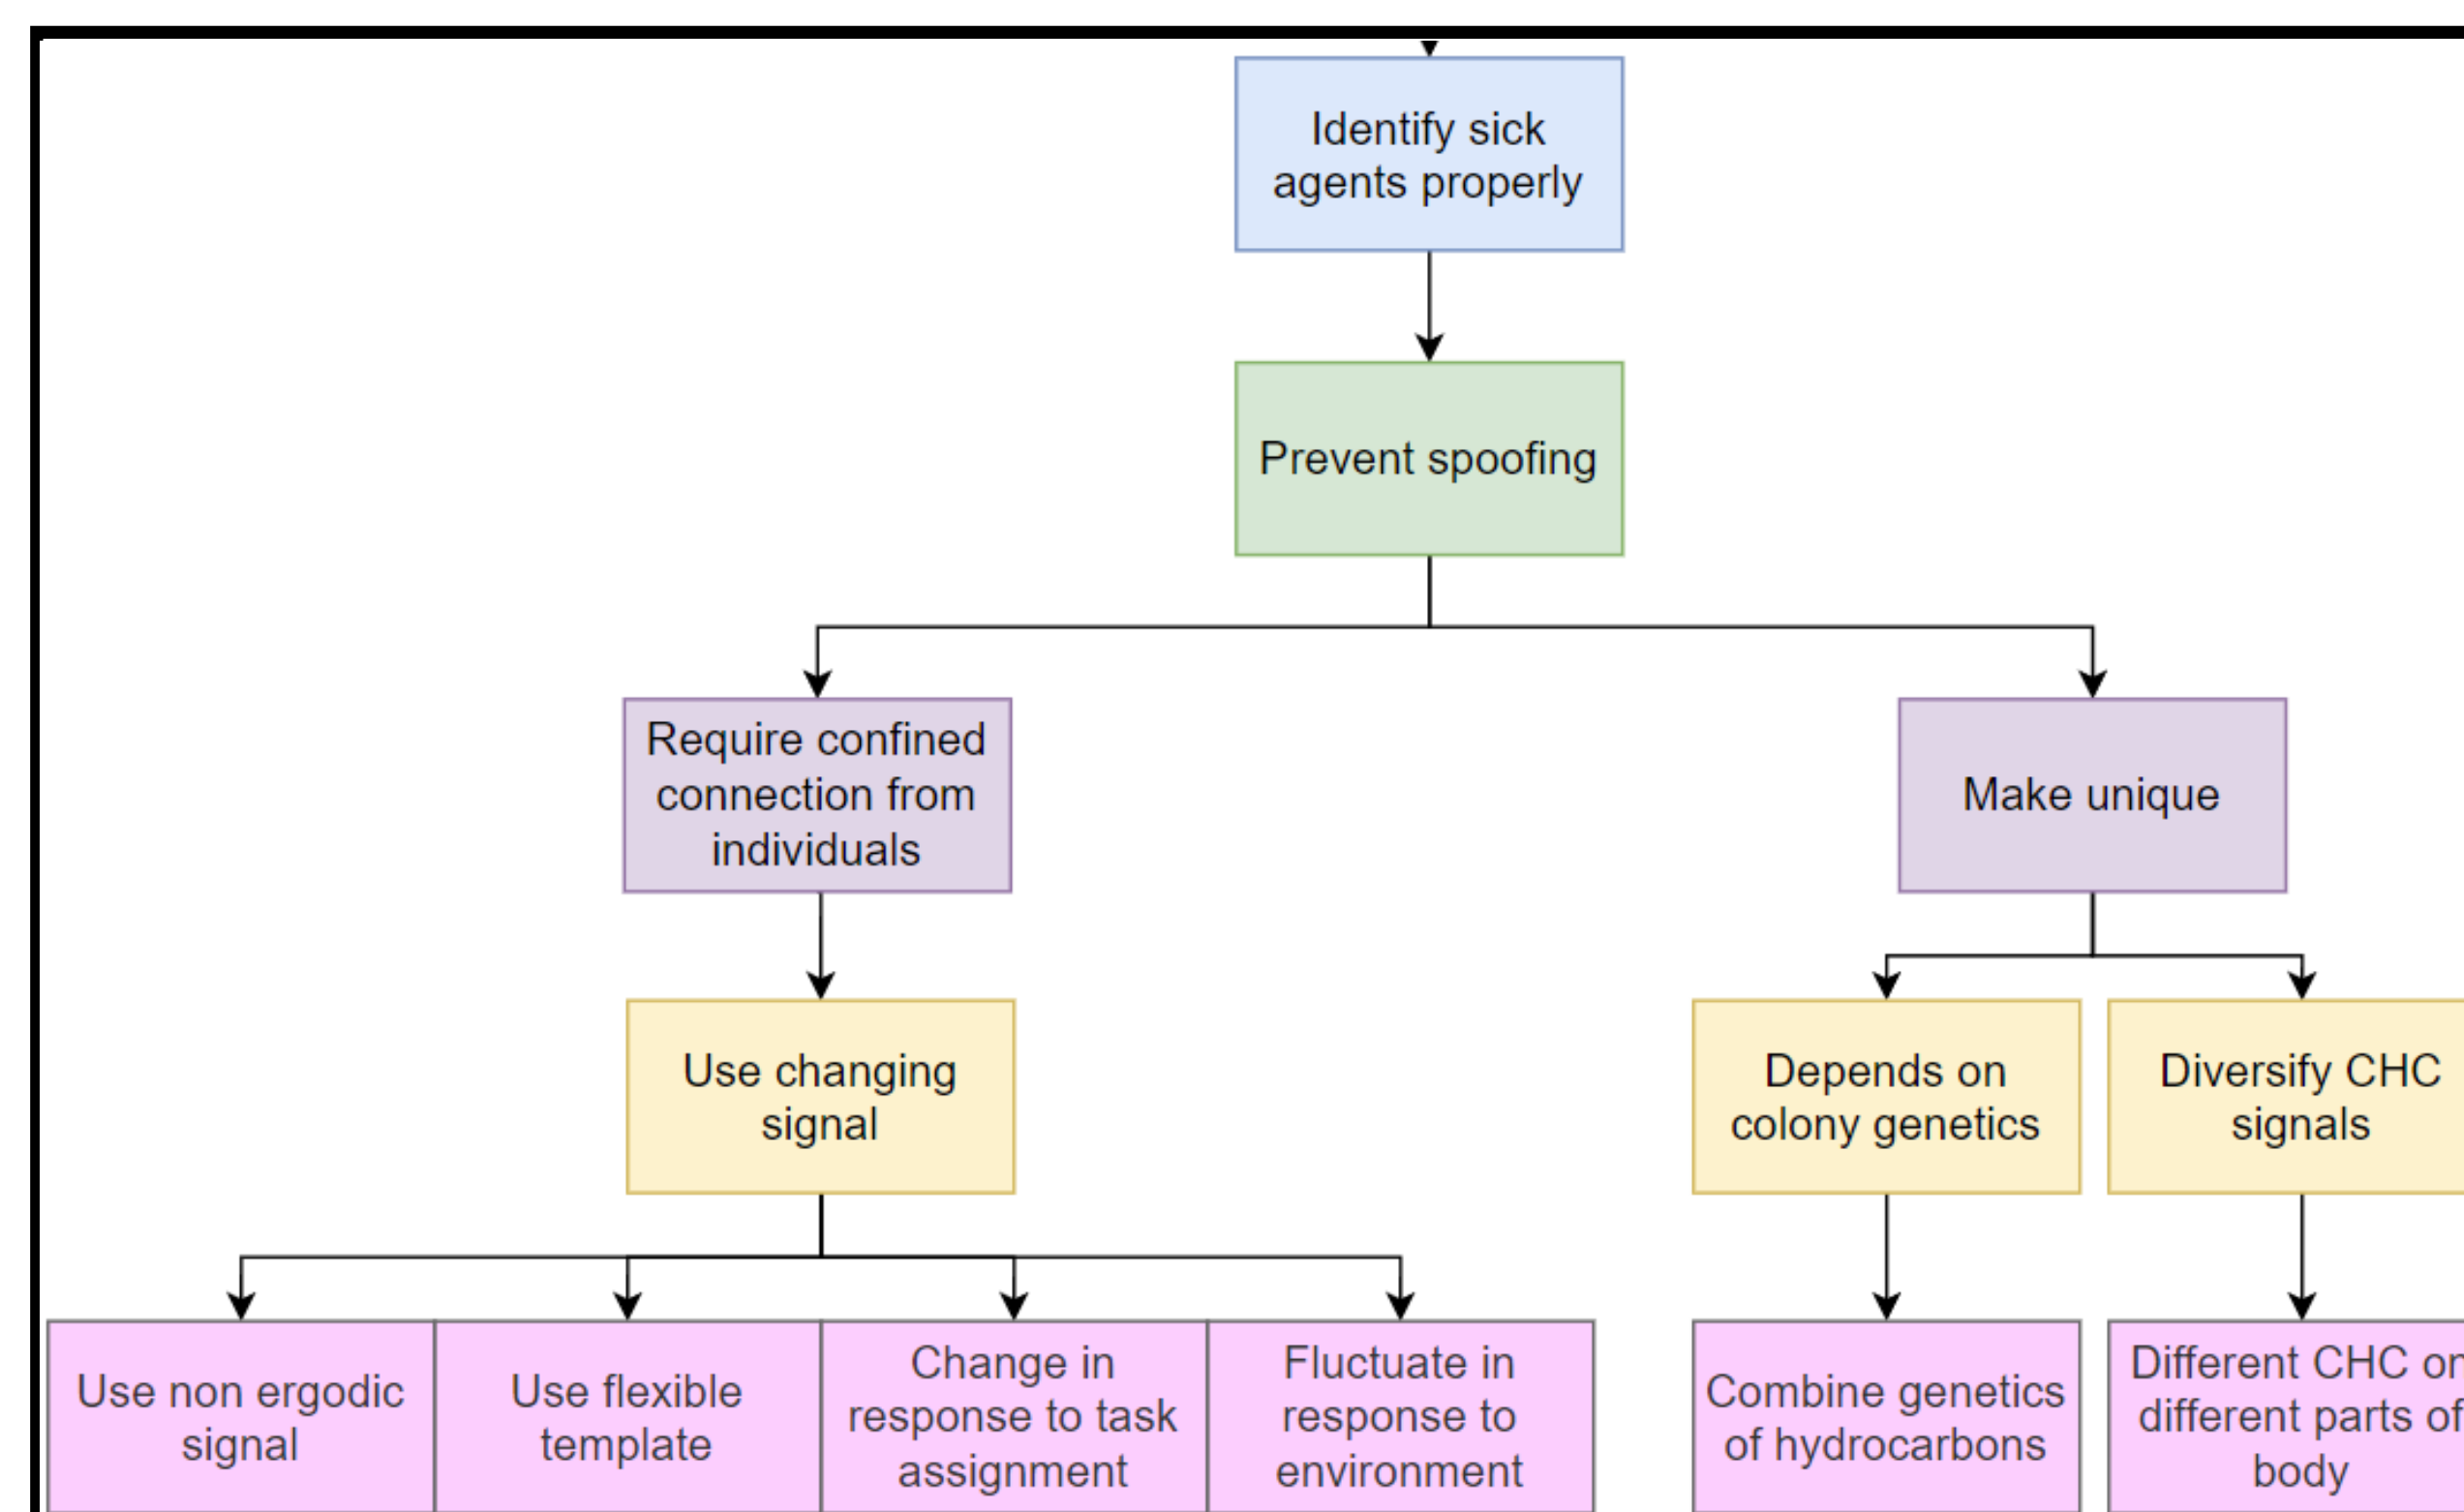 Identify sick
agents properly
Prevent spoofing
Require confined
connection from
individuals
Make unique
Use changing
signal
Depends on
colony genetics
Diversify CHC
signals
Use non ergodic
signal
Use flexible
template
Change in
response to task
assignment
Fluctuate in
response to
environment
Combine genetics
of hydrocarbons
Different CHC on
different parts of
body